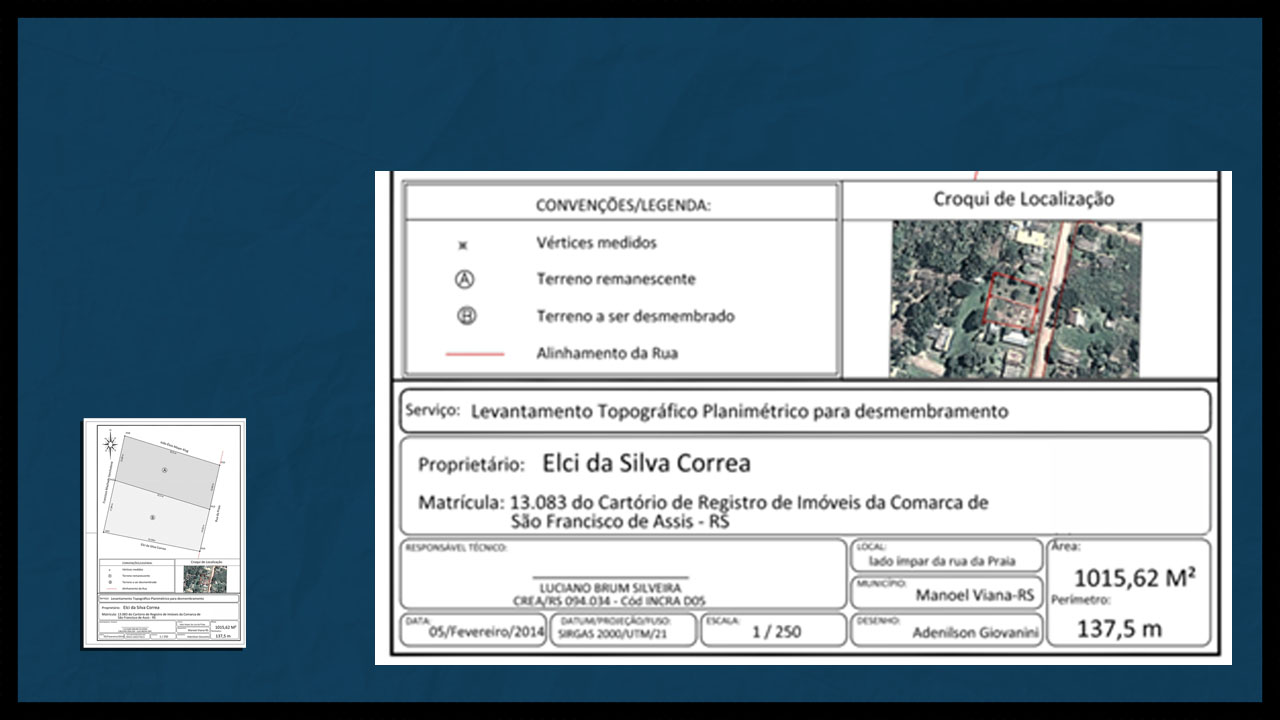 CONVENÇÕES/LEGENDA:
Vértices medidos
A Terreno remanescente
B Terreno a ser desmembrado
Alinhamento da Rua
Croqui de Localização
Serviço: Levantamento Topográfico Planimétrico para desmembramento
Proprietário: Elci da Silva Correa
Matrícula: 13.083 do Cartório de Registro de Imóveis da Comarca de
São Francisco de Assis - RS
RESPONSÁVEL TÉCNICO:
LUCIANO BRUM SILVEIRA
CREA/RS 094.034 - Cód INCRA D05
LOCAL:
lado ímpar da rua da Praia
MUNICÍPIO:
Manoel Viana-RS
Área:
1015,62 M²
Perímetro:
137,5 m
DATA:
05/Fevereiro/2014
DATUM/PROJEÇÃO/FUSO:
SIRGAS 2000/UTM/21
ESCALA:
1 / 250
DESENHO:
Adenilson Giovanini